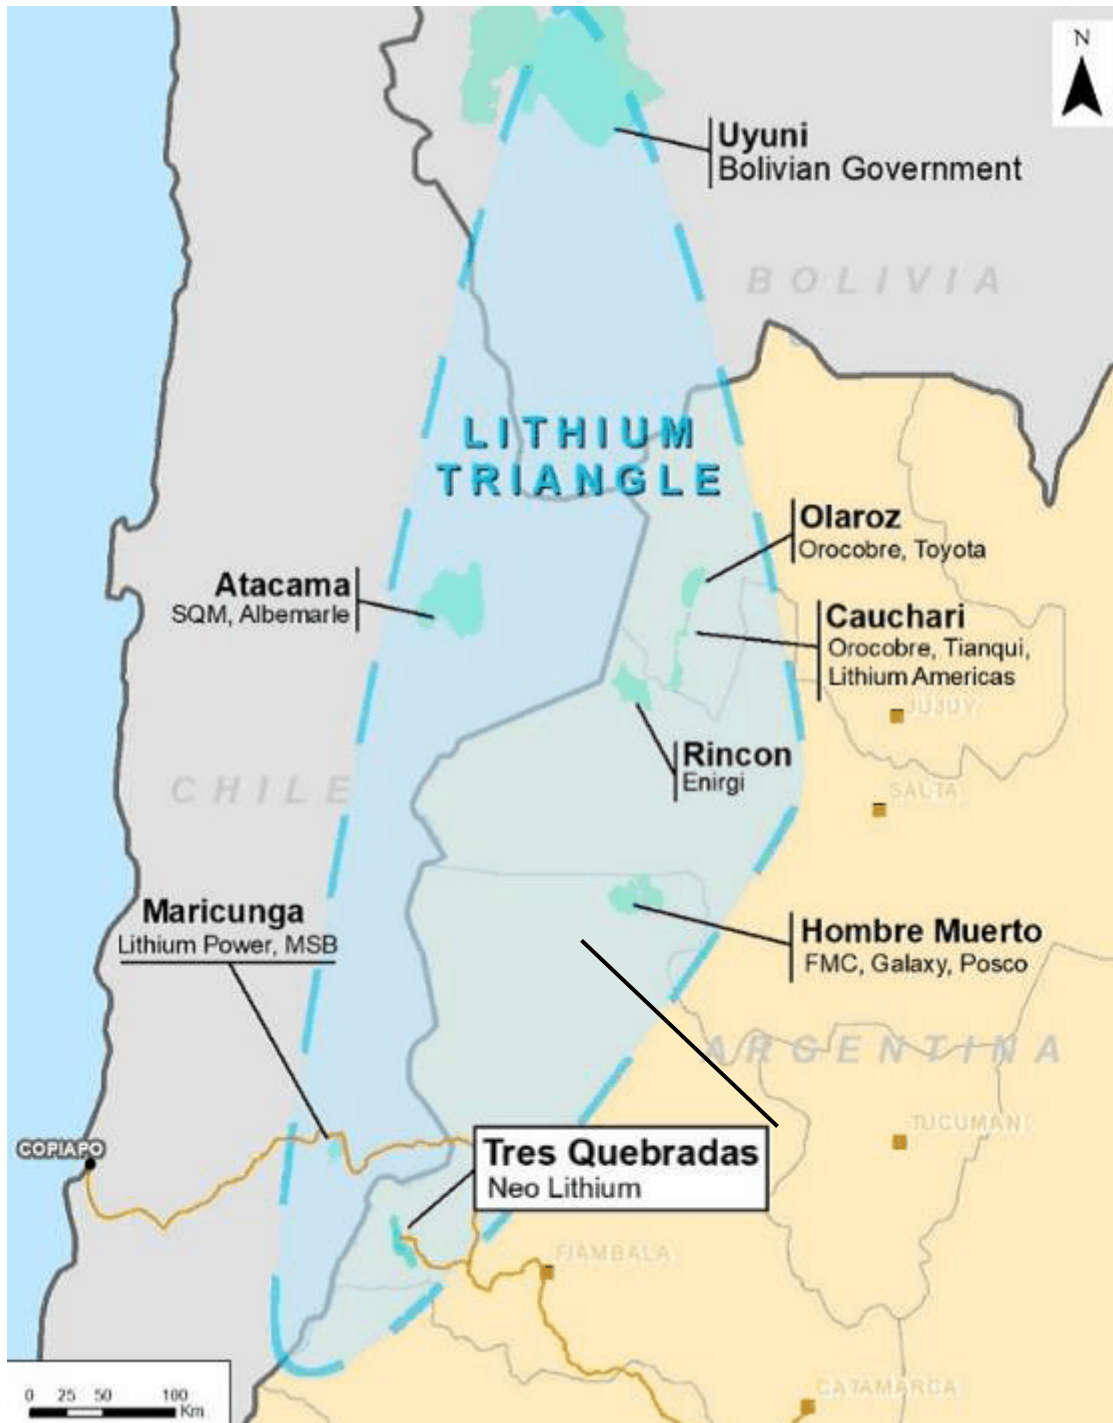 N
Uyuni
Bolivian Government
BOLIVIA
LITHIUM
TRIANGLE
Olaroz
Orocobre, Toyota
Atacama
SQM, Albemarle
Cauchari
Orocobre, Tianqui,
Lithium Americas
JUJUY
Rincon
Enirgi
CHILE
SALTA
Maricunga
Lithium Power, MSB
Hombre Muerto
FMC, Galaxy, Posco
ARGENTINA
COPIAPO
TUCUMAN
Tres Quebradas
Neo Lithium
FIAMBALA
CATAMARCA
0 25 50 100
Km